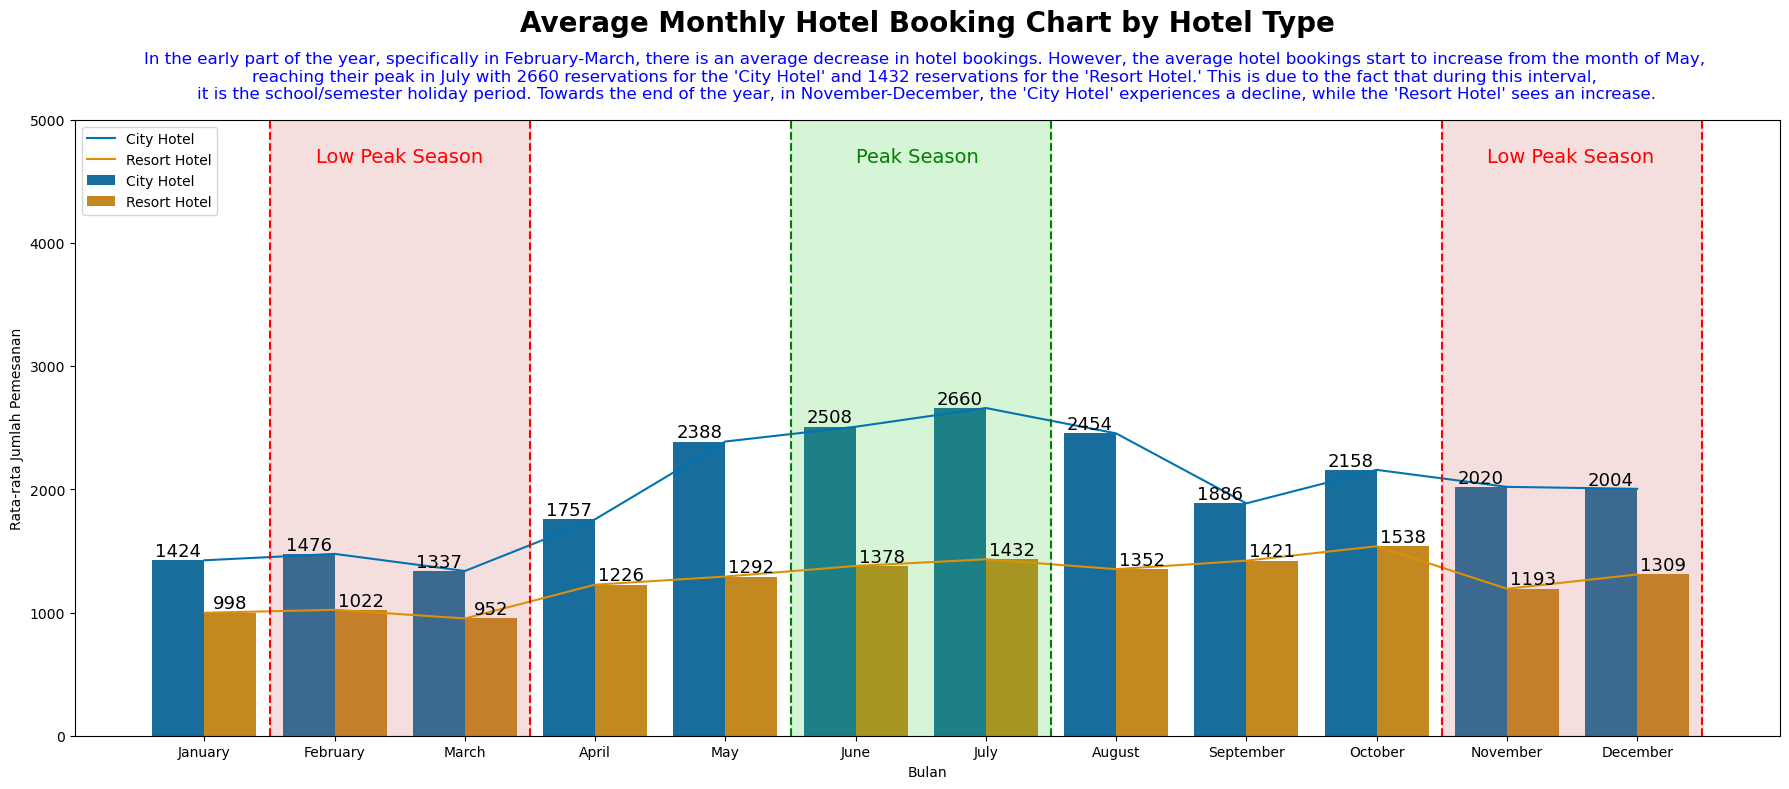 Average Monthly Hotel Booking Chart by Hotel Type
In the early part of the year, specifically in February-March, there is an average decrease in hotel bookings. However, the average hotel bookings start to increase from the month of May,
reaching their peak in July with 2660 reservations for the 'City Hotel' and 1432 reservations for the 'Resort Hotel.' This is due to the fact that during this interval,
it is the school/semester holiday period. Towards the end of the year, in November-December, the 'City Hotel' experiences a decline, while the 'Resort Hotel' sees an increase.
City Hotel
Resort Hotel
City Hotel
Resort Hotel
Low Peak Season
Peak Season
Low Peak Season
5000
4000
3000
2000
1000
0
Rata-rata Jumlah Pemesanan
1424
1476
1337
1757
2388
2508
2660
2454
1886
2158
2020
2004
998
1022
952
1226
1292
1378
1432
1352
1421
1538
1193
1309
January
February
March
April
May
June
July
August
September
October
November
December
Bulan